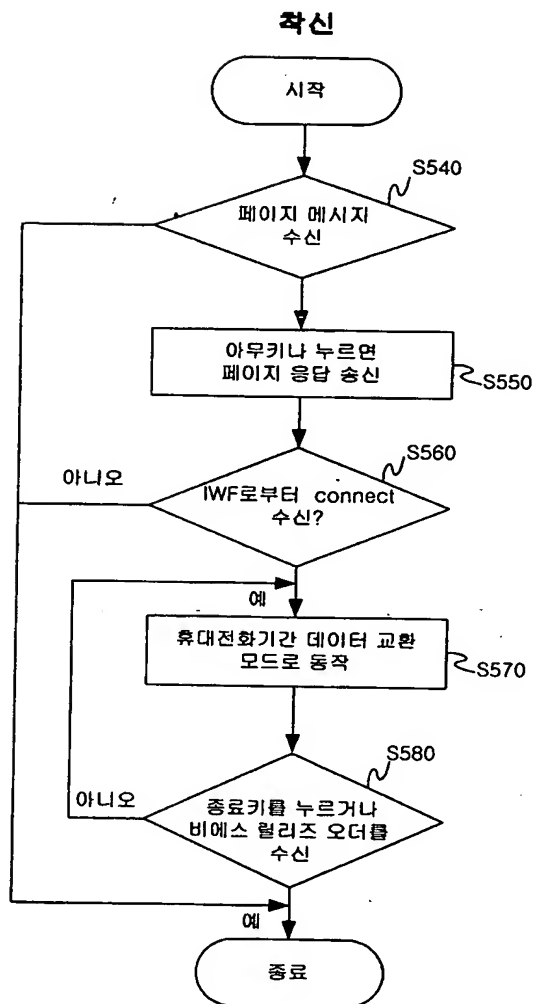 착신
시작
S540
페이지 메시지
수신
아무키나 누르면
페이지 응답 송신
S550
S560
아니오
IWF로부터 connect
수신?
예
휴대전화기간 데이터 교환
모드로 동작
S570
S580
아니오
종료키를 누르거나
비에스 릴리즈 오더를
수신
예
종료